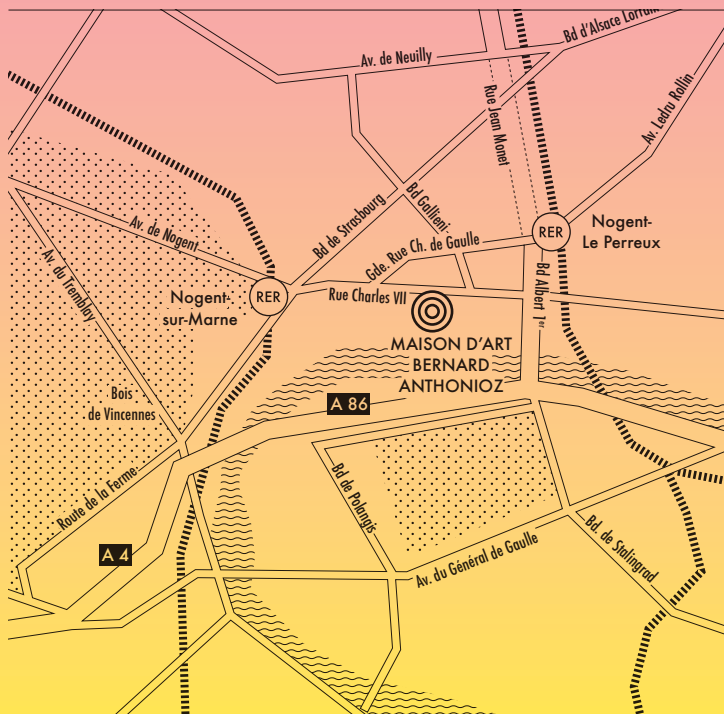 Bd d'Alsace Lorrain
Av. de Neuilly
Rue Jean Monet
Av. Ledru Rollin
Bd Gallieni
Bd de Strasbourg
Av. de Nogent
Gde. Rue Ch. de Gaulle
RER
Nogent-
Le Perreux
Av. du Tremblay
Nogent-
sur-Marne
RER
Rue Charles VII
Bd Albert 1er
MAISON D'ART
BERNARD
ANTHONIOZ
Bois
de Vincennes
A 86
Route de la Ferme
Bd de Polangis
A 4
Av. du Général de Gaulle
Bd. de Stalingrad